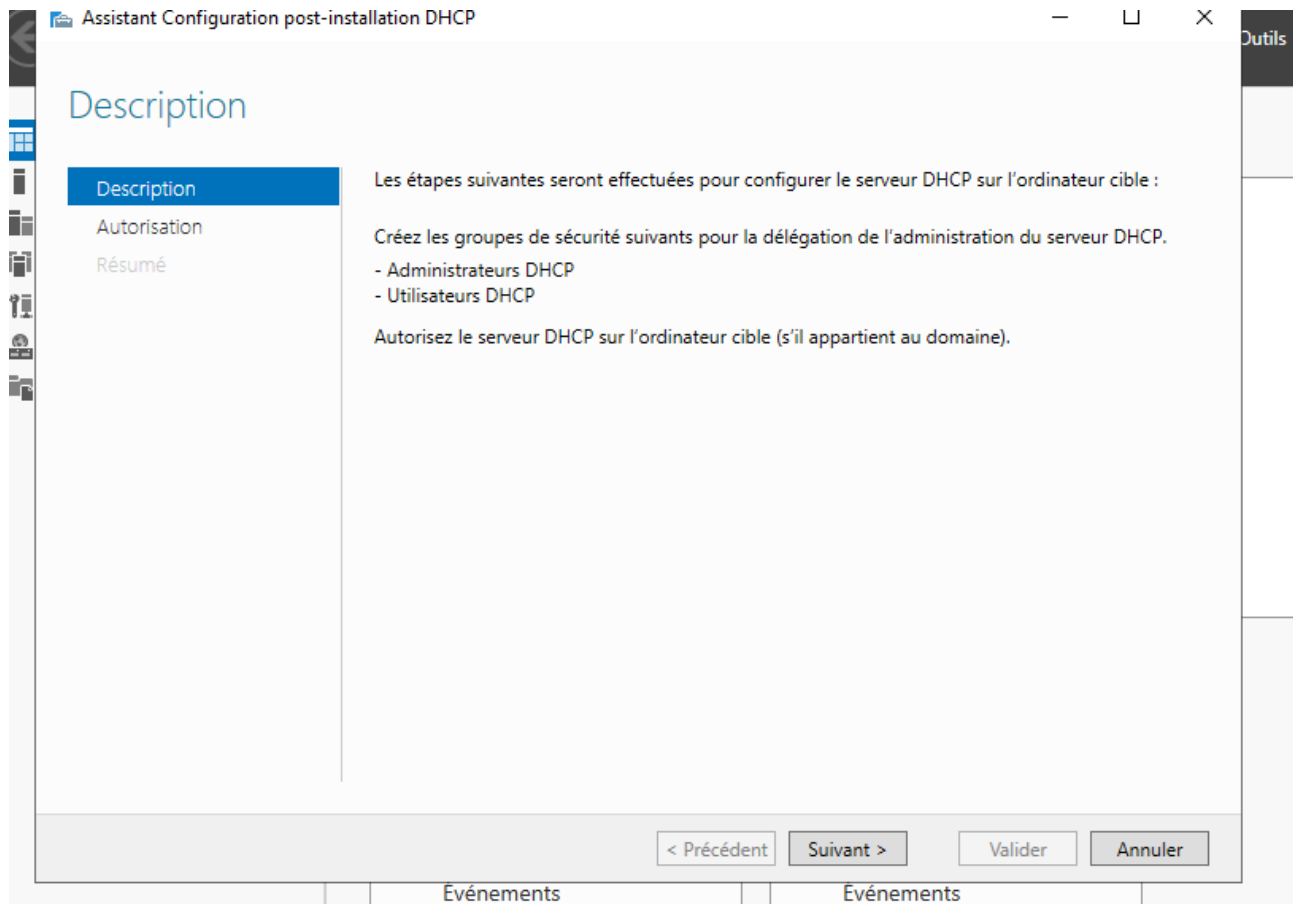 Assistant Configuration post-installation DHCP
Outils
Description
Description
Autorisation
Résumé
Les étapes suivantes seront effectuées pour configurer le serveur DHCP sur l'ordinateur cible :
Créez les groupes de sécurité suivants pour la délégation de l'administration du serveur DHCP.
- Administrateurs DHCP
- Utilisateurs DHCP
Autorisez le serveur DHCP sur l'ordinateur cible (s'il appartient au domaine).
< Précédent Suivant > Valider Annuler
Événements Événements